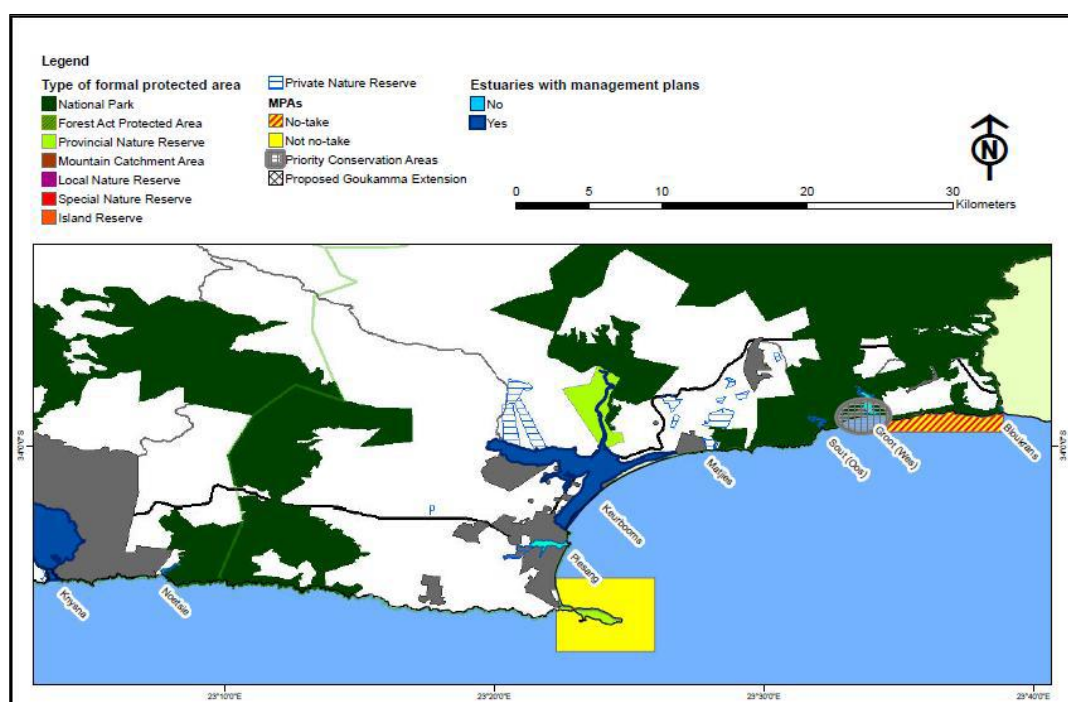 Legend
Type of formal protected area
National Park
Forest Act Protected Area
Provincial Nature Reserve
Mountain Catchment Area
Local Nature Reserve
Special Nature Reserve
Island Reserve
Private Nature Reserve
MPAs
No-take
Not no-take
Priority Conservation Areas
Proposed Goukamma Extension
Estuaries with management plans
No
Yes
N
0 5 10 20 30
Kilometers
34°0'0"S
34°0'0"S
P
B
Knysna
Noetsie
Piesang
Keurbooms
Matjies
Sout (Oos)
Groot (Wes)
Bloukrans
23°10'0"E 23°20'0"E 23°30'0"E 23°40'0"E